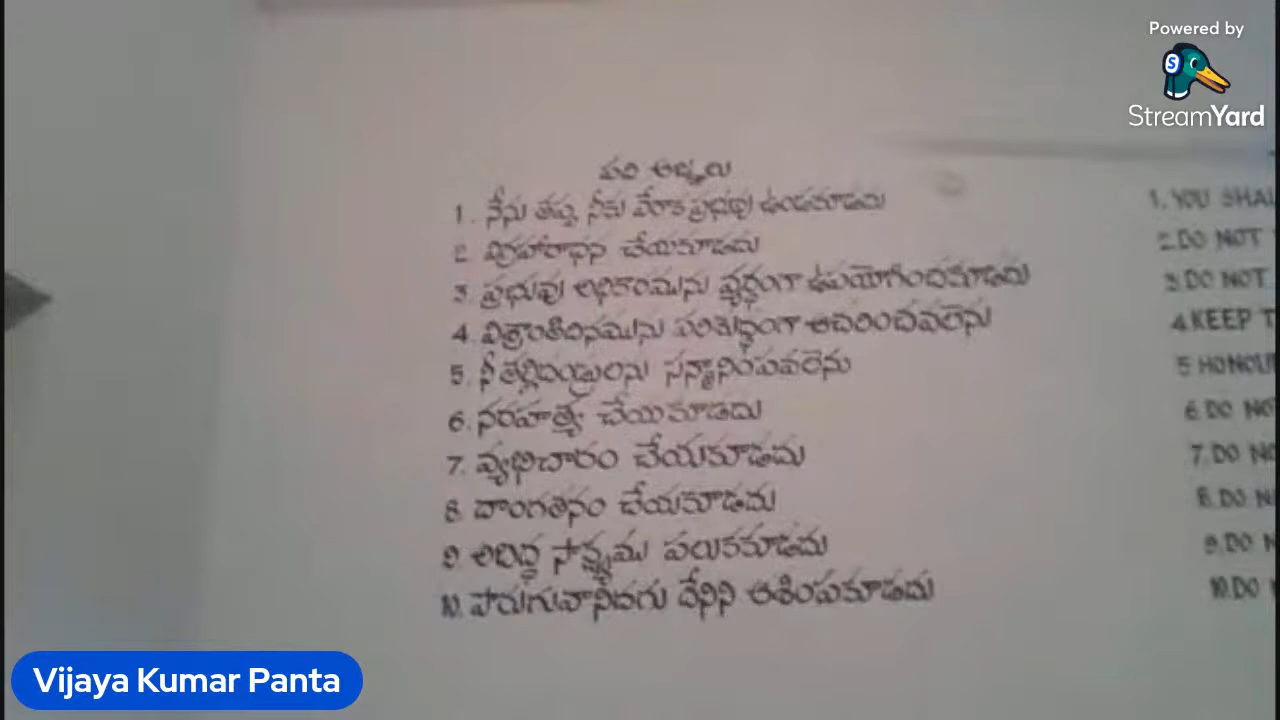 Powered by
StreamYard
పది ఆజ్ఞలు
1. నేను తప్ప నీకు వేరొక ప్రభువు ఉండకూడదు
2. విగ్రహారాధన చేయకూడదు
3. ప్రభువు అధికారమును వ్యర్థంగా ఉపయోగించకూడదు
4. విశ్రాంతిదినమును పరిశుద్ధంగా ఆచరించవలెను
5. నీ తల్లిదండ్రులను సన్మానింపవలెను
6. నరహత్య చేయకూడదు
7. వ్యభిచారం చేయకూడదు
8. దొంగతనం చేయకూడదు
9. అబద్ధ సాక్ష్యము పలుకకూడదు
10. పొరుగువానిదగు దేనిని ఆశింపకూడదు
1. YOU SHAL
2. DO NOT
3. DO NOT
4. KEEP T
5 HONOUR
6. DO NOT
7. DO NO
8. DO N
9. DO N
10. DO
Vijaya Kumar Panta